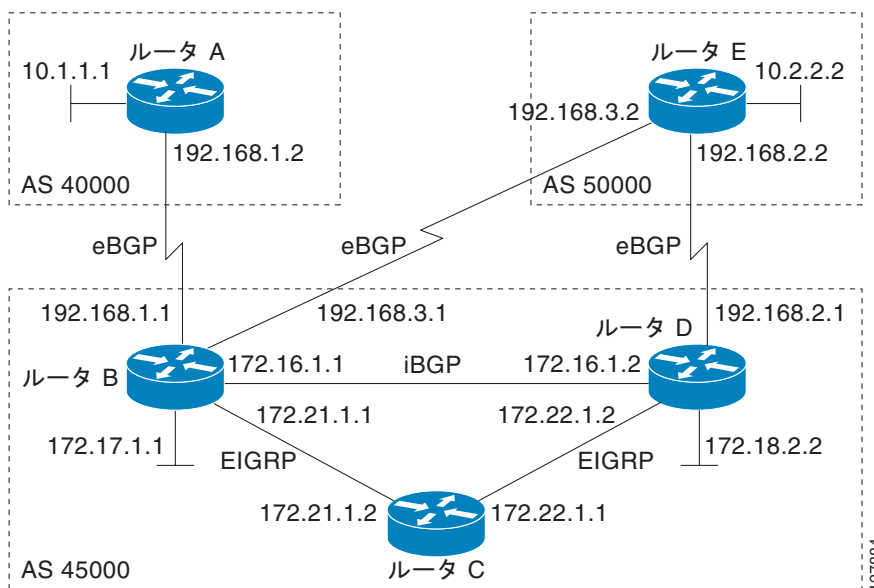 ルータ A
ルータ E
10.1.1.1
10.2.2.2
192.168.3.2
192.168.1.2
192.168.2.2
AS 40000
AS 50000
eBGP
eBGP
eBGP
192.168.1.1
192.168.3.1
192.168.2.1
ルータ D
ルータ B
172.16.1.1
iBGP
172.16.1.2
172.21.1.1
172.22.1.2
172.17.1.1
172.18.2.2
EIGRP
EIGRP
172.21.1.2
172.22.1.1
AS 45000
ルータ C